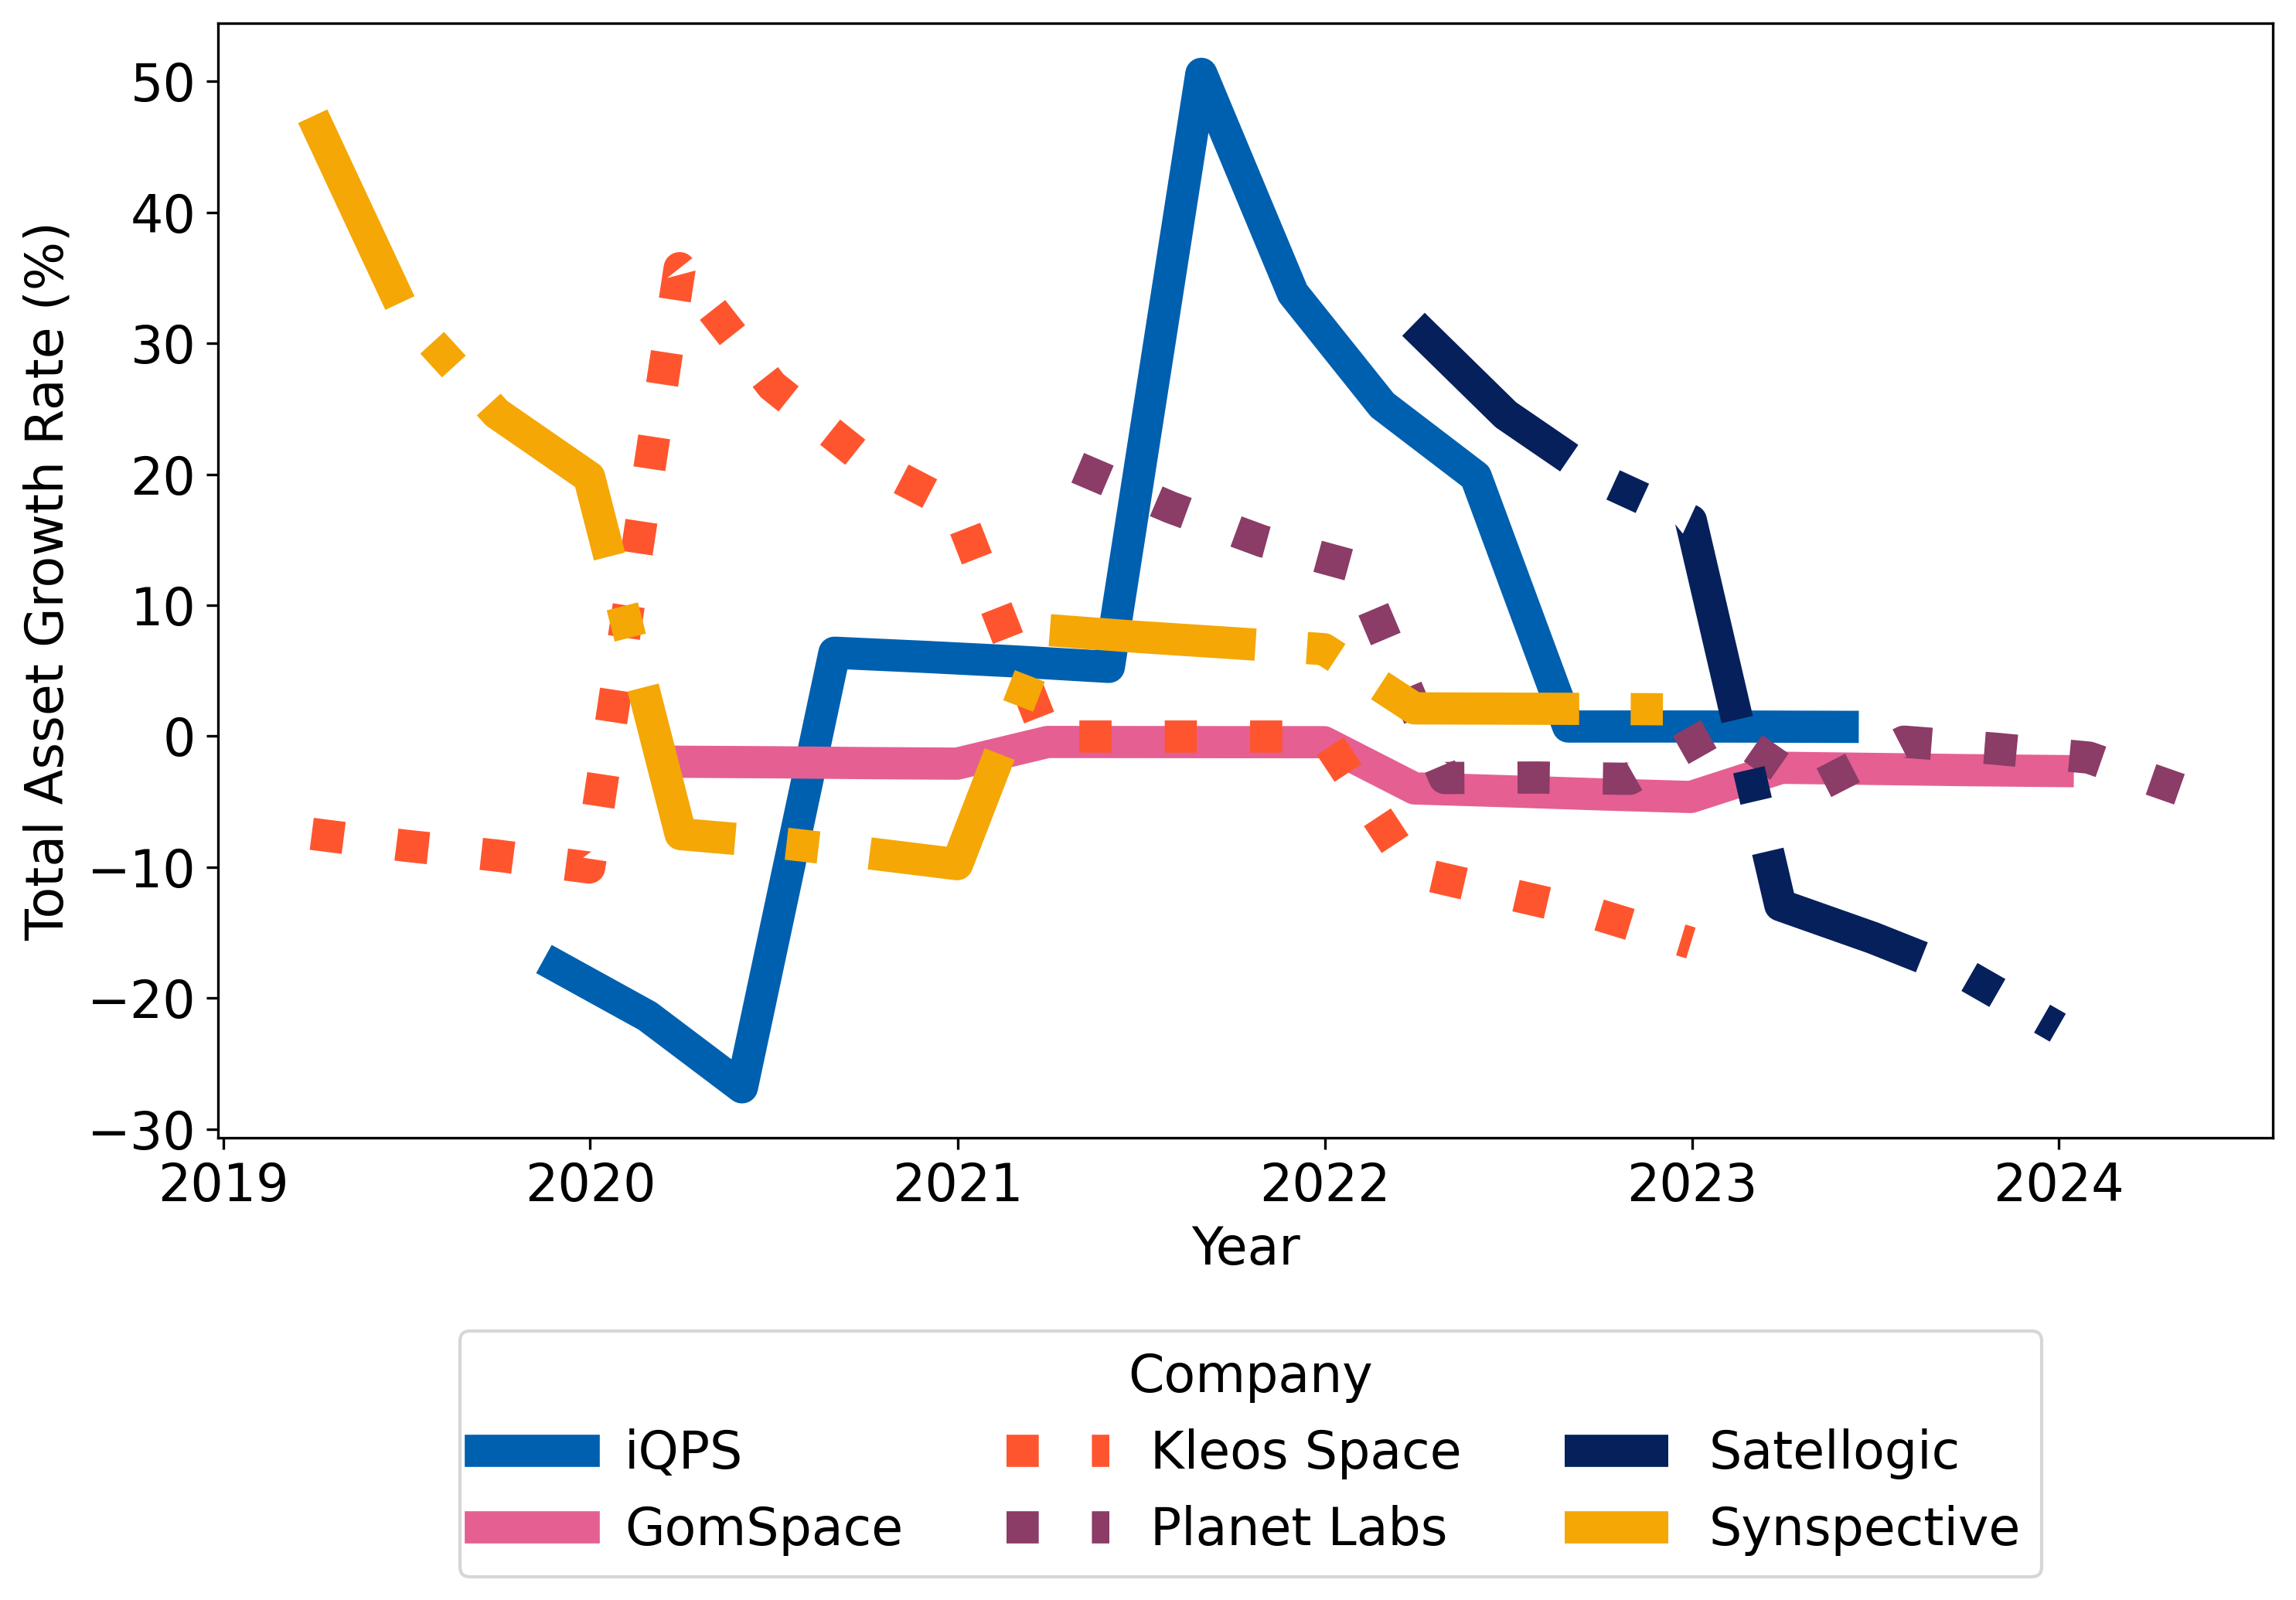 Total Asset Growth Rate (%)
50
40
30
20
10
0
−10
−20
−30
2019 2020 2021 2022 2023 2024
Year
Company
iQPS Kleos Space Satellogic
GomSpace Planet Labs Synspective